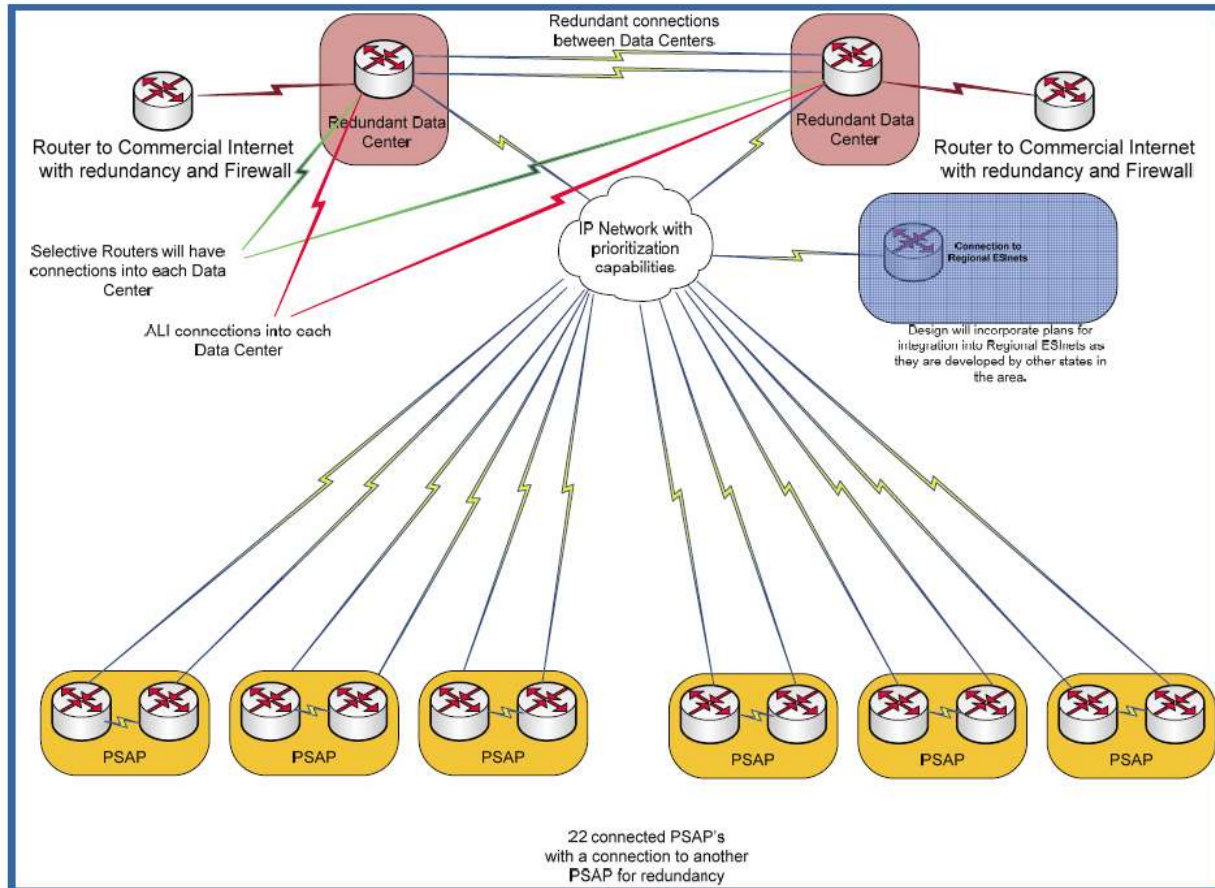 Redundant connections
between Data Centers
Redundant Data
Center
Redundant Data
Center
Router to Commercial Internet
with redundancy and Firewall
Router to Commercial Internet
with redundancy and Firewall
IP Network with
prioritization
capabilities
Connection to
Regional ESInets
Selective Routers will have
connections into each Data
Center
ALI connections into each
Data Center
Design will incorporate plans for
integration into Regional ESInets as
they are developed by other states in
the area.
PSAP
PSAP
PSAP
PSAP
PSAP
PSAP
22 connected PSAP's
with a connection to another
PSAP for redundancy